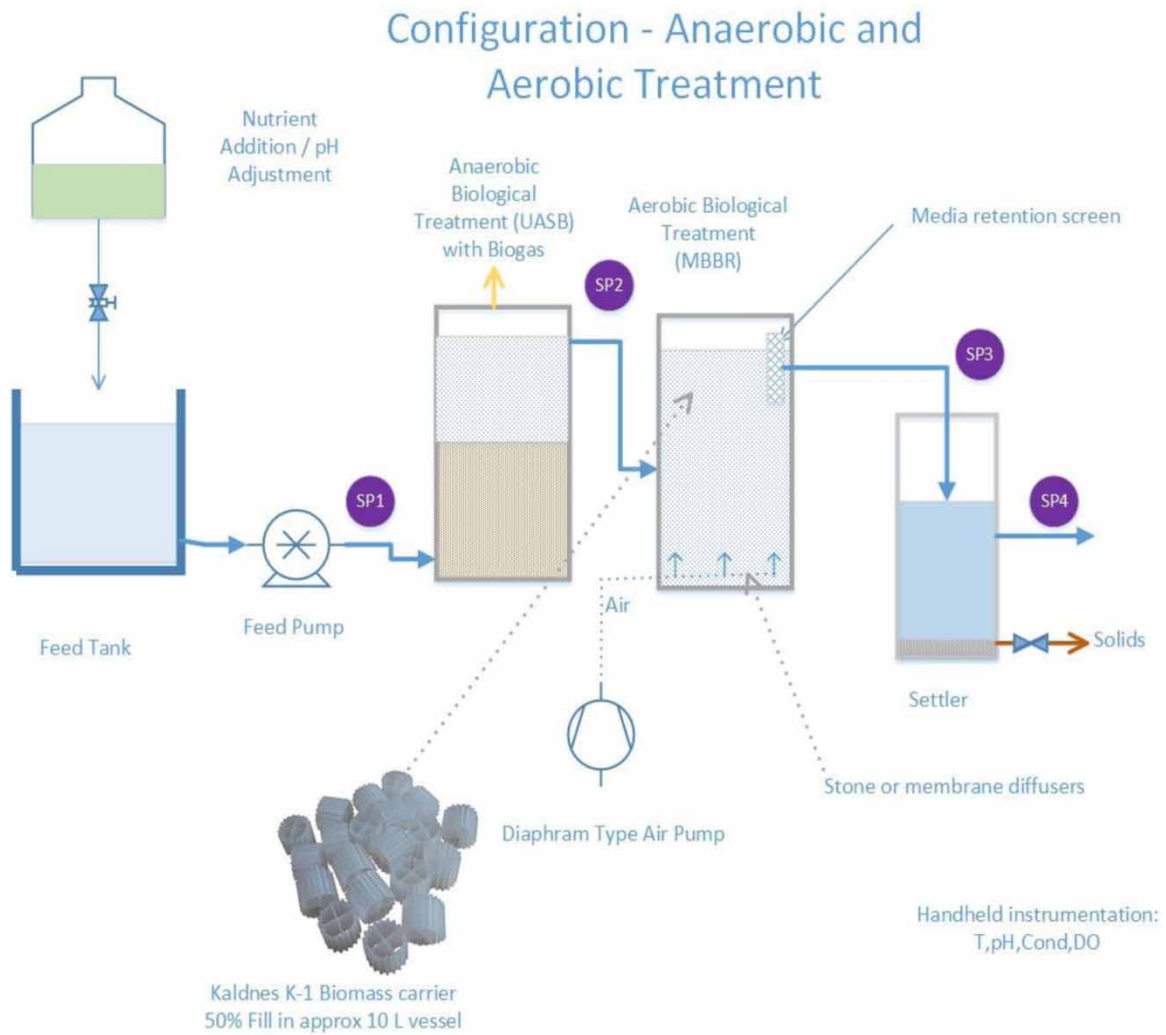 Configuration - Anaerobic and
Aerobic Treatment
Nutrient
Addition / pH
Adjustment
Anaerobic
Biological
Treatment (UASB)
with Biogas
Aerobic Biological
Treatment
(MBBR)
Media retention screen
SP2
SP3
SP1
SP4
Feed Tank
Feed Pump
Air
Solids
Settler
Stone or membrane diffusers
Diaphram Type Air Pump
Handheld instrumentation:
T,pH,Cond,DO
Kaldnes K-1 Biomass carrier
50% Fill in approx 10 L vessel